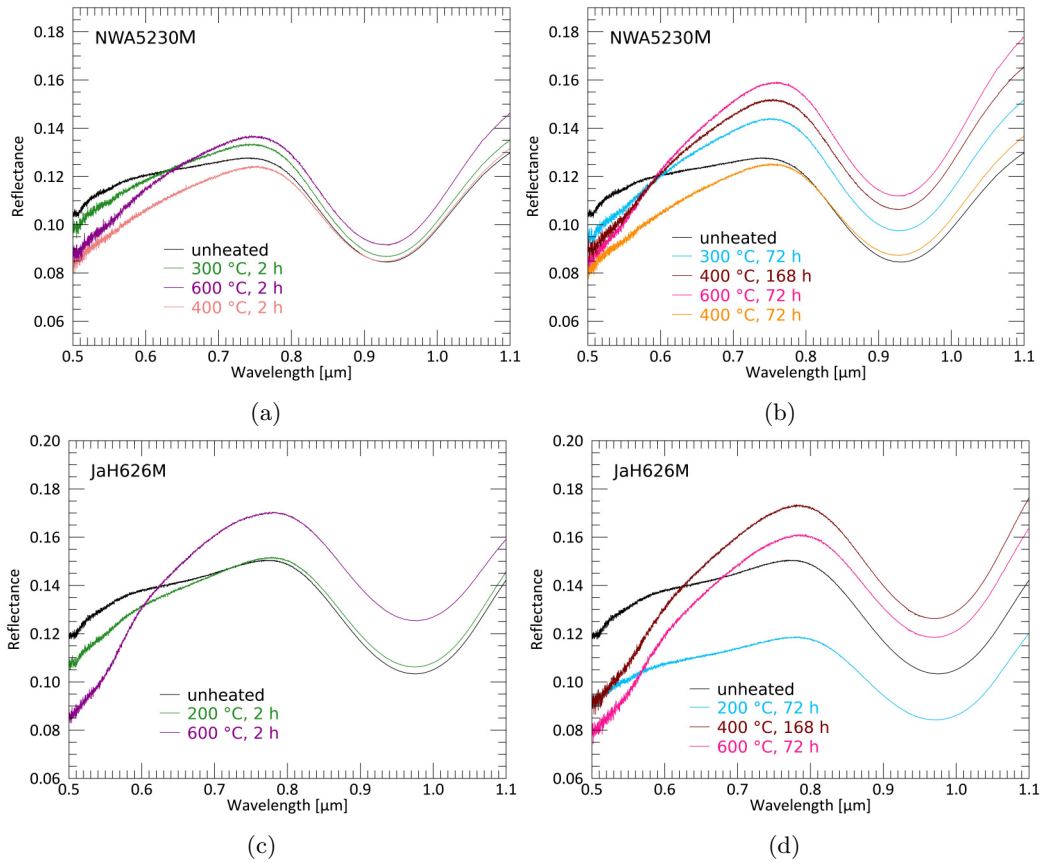 NWA5230M
0.18
0.16
0.14
0.12
0.10
0.08
0.06
Reflectance
unheated
300 °C, 2 h
600 °C, 2 h
400 °C, 2 h
0.5 0.6 0.7 0.8 0.9 1.0 1.1
Wavelength [µm]
(a)
NWA5230M
0.18
0.16
0.14
0.12
0.10
0.08
0.06
Reflectance
unheated
300 °C, 72 h
400 °C, 168 h
600 °C, 72 h
400 °C, 72 h
0.5 0.6 0.7 0.8 0.9 1.0 1.1
Wavelength [µm]
(b)
0.20
JaH626M
0.18
0.16
0.14
0.12
0.10
0.08
0.06
Reflectance
unheated
200 °C, 2 h
600 °C, 2 h
0.5 0.6 0.7 0.8 0.9 1.0 1.1
Wavelength [µm]
(c)
0.20
JaH626M
0.18
0.16
0.14
0.12
0.10
0.08
0.06
Reflectance
unheated
200 °C, 72 h
400 °C, 168 h
600 °C, 72 h
0.5 0.6 0.7 0.8 0.9 1.0 1.1
Wavelength [µm]
(d)